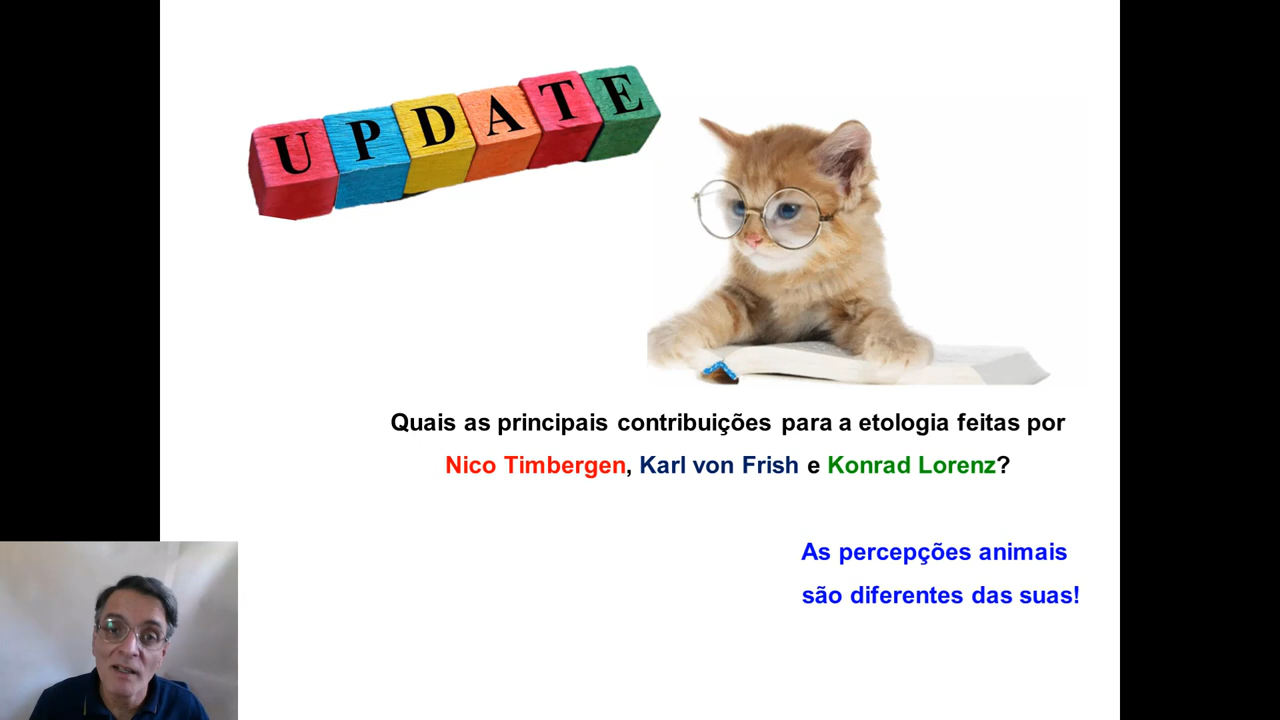 UPDATE
Quais as principais contribuições para a etologia feitas por
Nico Timbergen, Karl von Frish e Konrad Lorenz?
As percepções animais
são diferentes das suas!